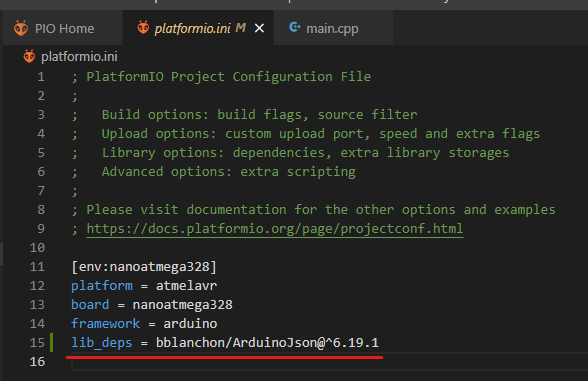 PIO Home
platformio.ini M
main.cpp
platformio.ini
1 ; PlatformIO Project Configuration File
2 ;
3 ;   Build options: build flags, source filter
4 ;   Upload options: custom upload port, speed and extra flags
5 ;   Library options: dependencies, extra library storages
6 ;   Advanced options: extra scripting
7 ;
8 ; Please visit documentation for the other options and examples
9 ; https://docs.platformio.org/page/projectconf.html
10
11 [env:nanoatmega328]
12 platform = atmelavr
13 board = nanoatmega328
14 framework = arduino
15 lib_deps = bblanchon/ArduinoJson@^6.19.1
16